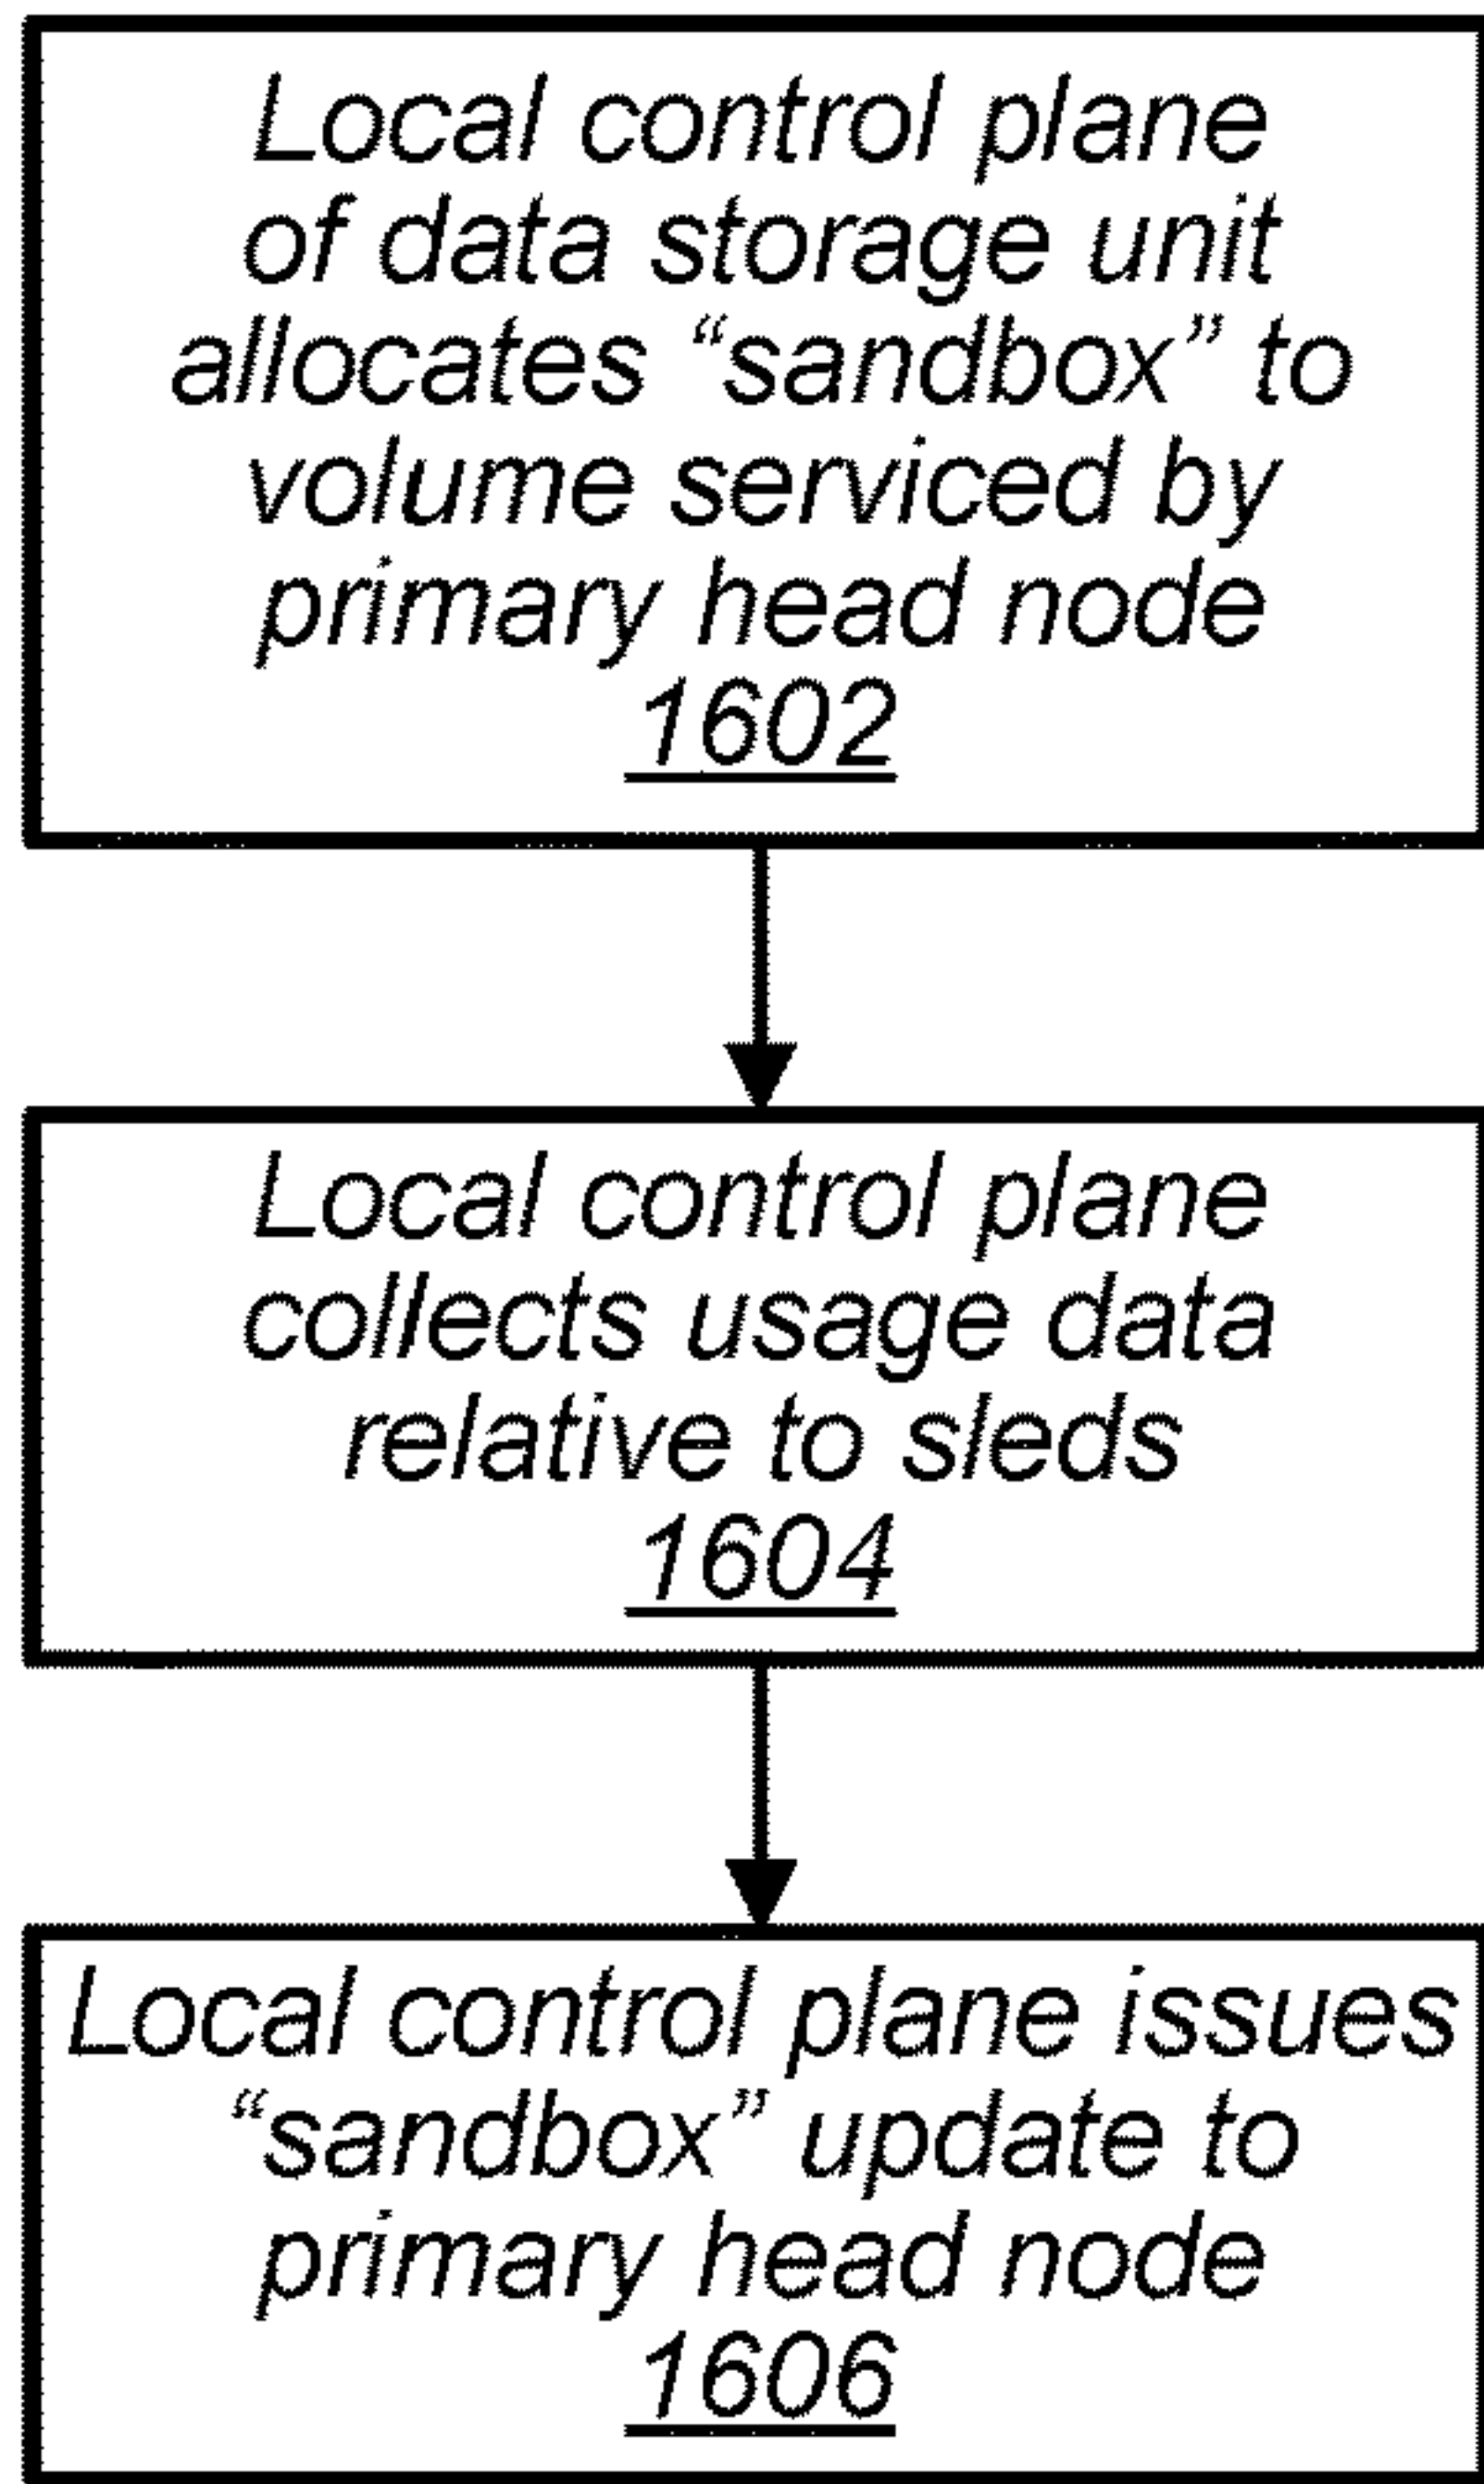 Local control plane
of data storage unit
allocates “sandbox” to
volume serviced by
primary head node
1602
Local control plane
collects usage data
relative to sleds
1604
Local control plane issues
“sandbox” update to
primary head node
1606